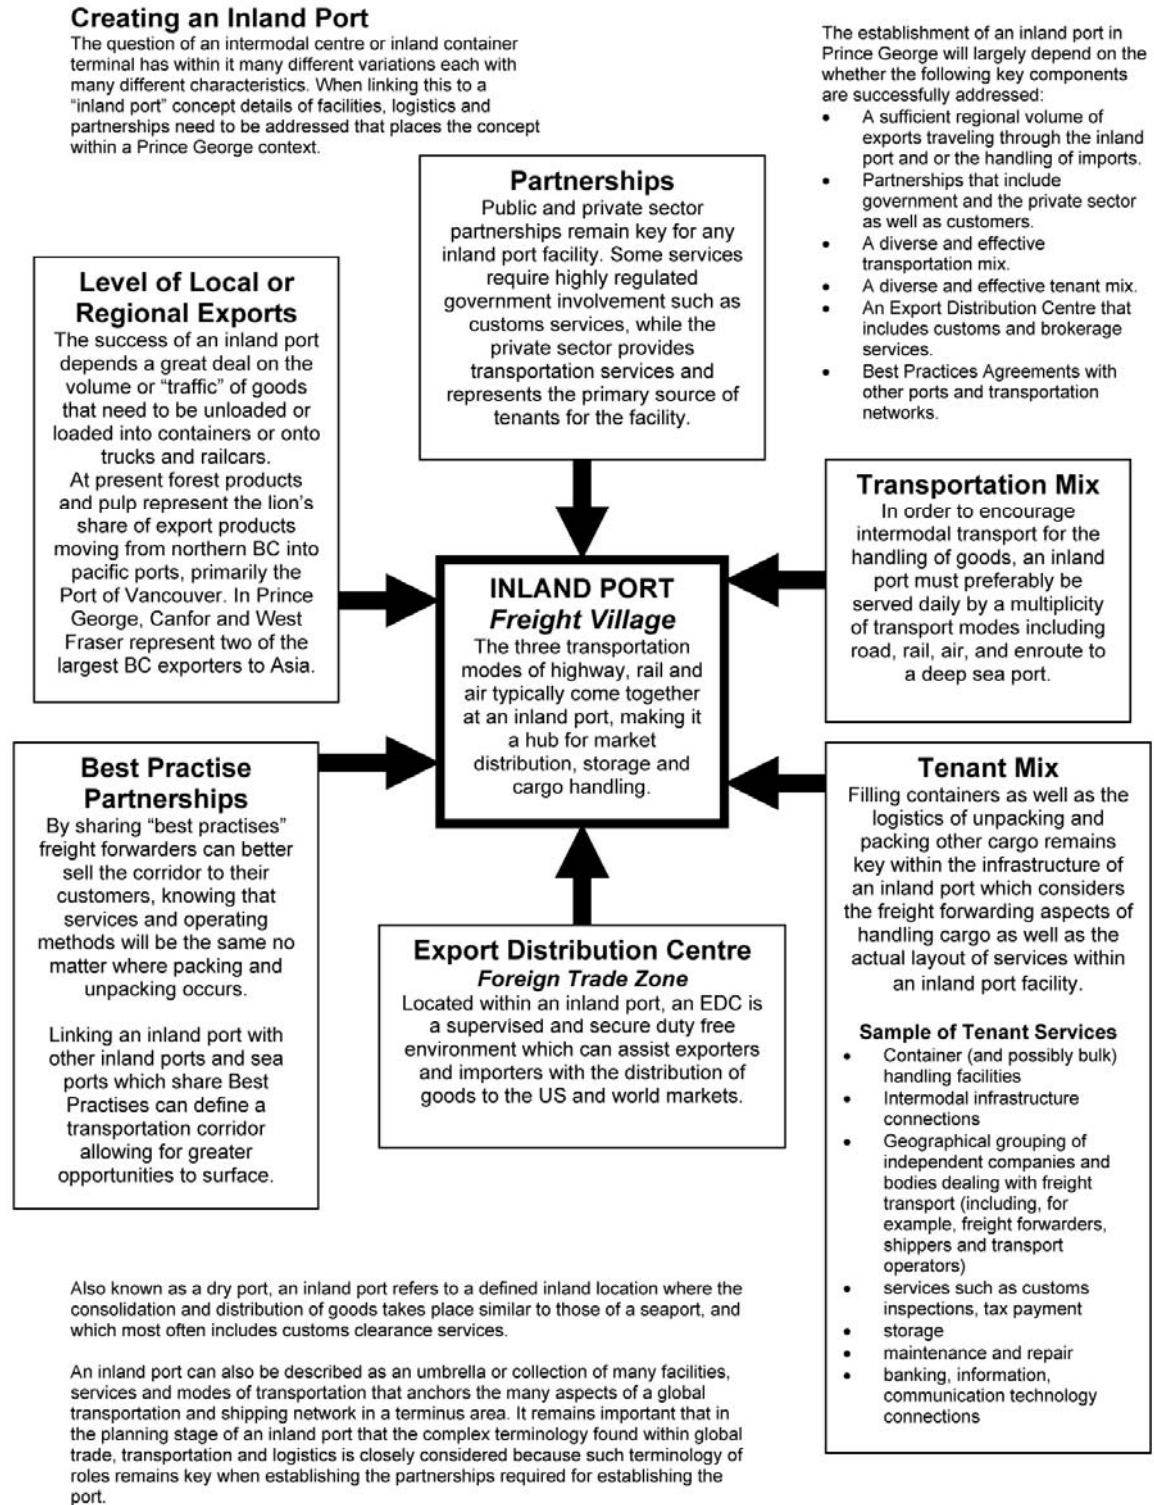 Creating an Inland Port
The question of an intermodal centre or inland container
terminal has within it many different variations each with
many different characteristics. When linking this to a
“inland port” concept details of facilities, logistics and
partnerships need to be addressed that places the concept
within a Prince George context.
The establishment of an inland port in
Prince George will largely depend on the
whether the following key components
are successfully addressed:
• A sufficient regional volume of
exports traveling through the inland
port and or the handling of imports.
• Partnerships that include
government and the private sector
as well as customers.
• A diverse and effective
transportation mix.
• A diverse and effective tenant mix.
• An Export Distribution Centre that
includes customs and brokerage
services.
• Best Practices Agreements with
other ports and transportation
networks.
Partnerships
Public and private sector
partnerships remain key for any
inland port facility. Some services
require highly regulated
government involvement such as
customs services, while the
private sector provides
transportation services and
represents the primary source of
tenants for the facility.
Level of Local or
Regional Exports
The success of an inland port
depends a great deal on the
volume or “traffic” of goods
that need to be unloaded or
loaded into containers or onto
trucks and railcars.
At present forest products
and pulp represent the lion’s
share of export products
moving from northern BC into
pacific ports, primarily the
Port of Vancouver. In Prince
George, Canfor and West
Fraser represent two of the
largest BC exporters to Asia.
Transportation Mix
In order to encourage
intermodal transport for the
handling of goods, an inland
port must preferably be
served daily by a multiplicity
of transport modes including
road, rail, air, and enroute to
a deep sea port.
INLAND PORT
Freight Village
The three transportation
modes of highway, rail and
air typically come together
at an inland port, making it
a hub for market
distribution, storage and
cargo handling.
Best Practise
Partnerships
By sharing “best practises”
freight forwarders can better
sell the corridor to their
customers, knowing that
services and operating
methods will be the same no
matter where packing and
unpacking occurs.
Linking an inland port with
other inland ports and sea
ports which share Best
Practises can define a
transportation corridor
allowing for greater
opportunities to surface.
Export Distribution Centre
Foreign Trade Zone
Located within an inland port, an EDC is
a supervised and secure duty free
environment which can assist exporters
and importers with the distribution of
goods to the US and world markets.
Tenant Mix
Filling containers as well as the
logistics of unpacking and
packing other cargo remains
key within the infrastructure of
an inland port which considers
the freight forwarding aspects of
handling cargo as well as the
actual layout of services within
an inland port facility.
Sample of Tenant Services
• Container (and possibly bulk)
handling facilities
• Intermodal infrastructure
connections
• Geographical grouping of
independent companies and
bodies dealing with freight
transport (including, for
example, freight forwarders,
shippers and transport
operators)
• services such as customs
inspections, tax payment
• storage
• maintenance and repair
• banking, information,
communication technology
connections
Also known as a dry port, an inland port refers to a defined inland location where the
consolidation and distribution of goods takes place similar to those of a seaport, and
which most often includes customs clearance services.
An inland port can also be described as an umbrella or collection of many facilities,
services and modes of transportation that anchors the many aspects of a global
transportation and shipping network in a terminus area. It remains important that in
the planning stage of an inland port that the complex terminology found within global
trade, transportation and logistics is closely considered because such terminology of
roles remains key when establishing the partnerships required for establishing the
port.